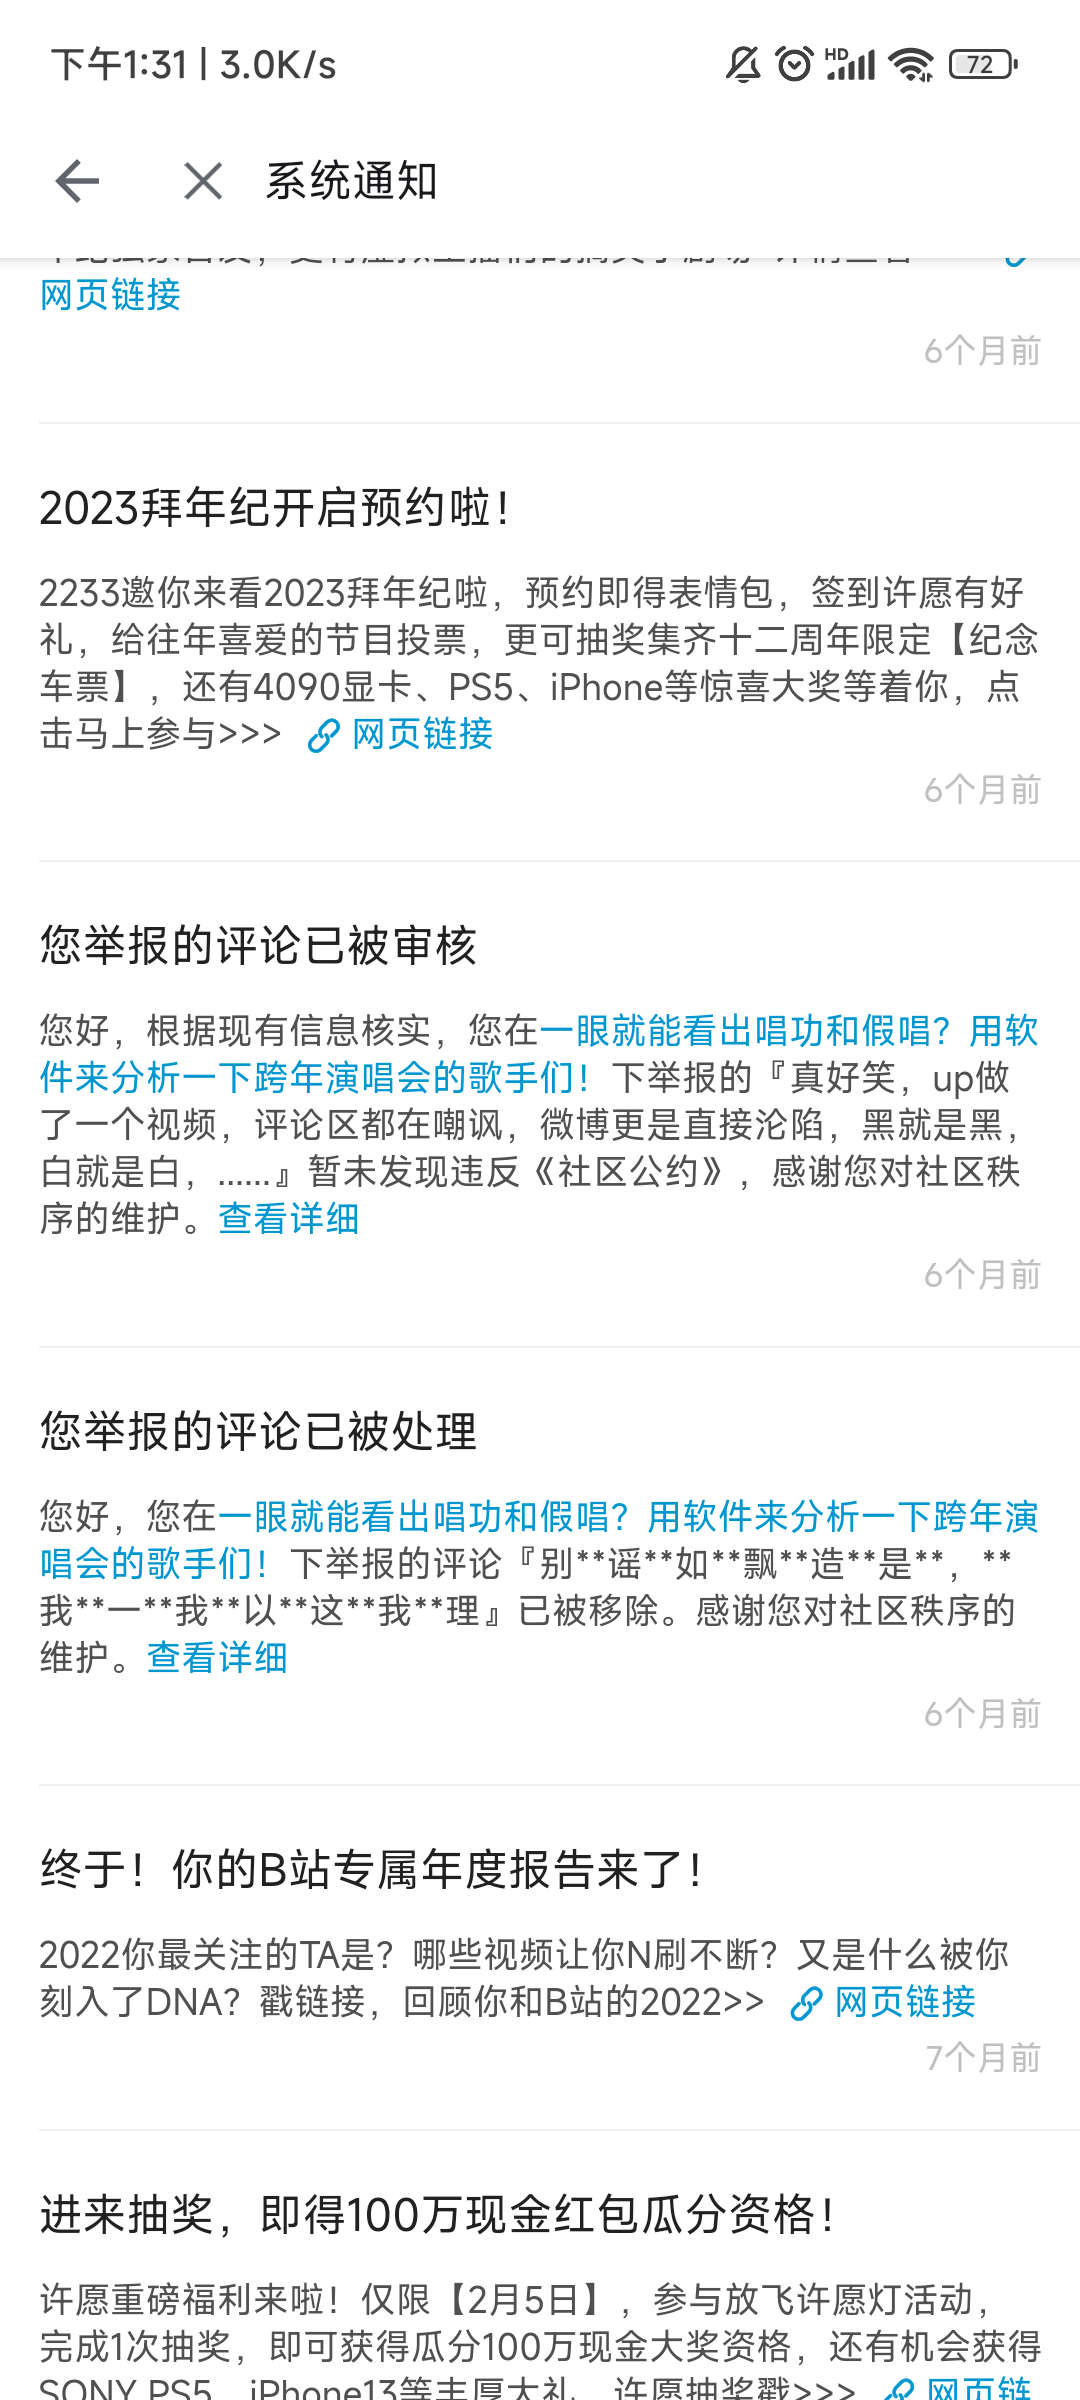 下午1:31 | 3.0K/s
HD
72
系统通知
网页链接
6个月前
2023拜年纪开启预约啦！
2233邀你来看2023拜年纪啦，预约即得表情包，签到许愿有好
礼，给往年喜爱的节目投票，更可抽奖集齐十二周年限定【纪念
车票】，还有4090显卡、PS5、iPhone等惊喜大奖等着你，点
击马上参与>>> 网页链接
6个月前
您举报的评论已被审核
您好，根据现有信息核实，您在一眼就能看出唱功和假唱？用软
件来分析一下跨年演唱会的歌手们！下举报的『真好笑，up做
了一个视频，评论区都在嘲讽，微博更是直接沦陷，黑就是黑，
白就是白，……』暂未发现违反《社区公约》，感谢您对社区秩
序的维护。查看详细
6个月前
您举报的评论已被处理
您好，您在一眼就能看出唱功和假唱？用软件来分析一下跨年演
唱会的歌手们！下举报的评论『别**谣**如**飘**造**是**，**
我**一**我**以**这**我**理』已被移除。感谢您对社区秩序的
维护。查看详细
6个月前
终于！你的B站专属年度报告来了！
2022你最关注的TA是？哪些视频让你N刷不断？又是什么被你
刻入了DNA？戳链接，回顾你和B站的2022>> 网页链接
7个月前
进来抽奖，即得100万现金红包瓜分资格！
许愿重磅福利来啦！仅限【2月5日】，参与放飞许愿灯活动，
完成1次抽奖，即可获得瓜分100万现金大奖资格，还有机会获得
SONY PS5、iPhone13等丰厚大礼，许愿抽奖戳>>> 网页链